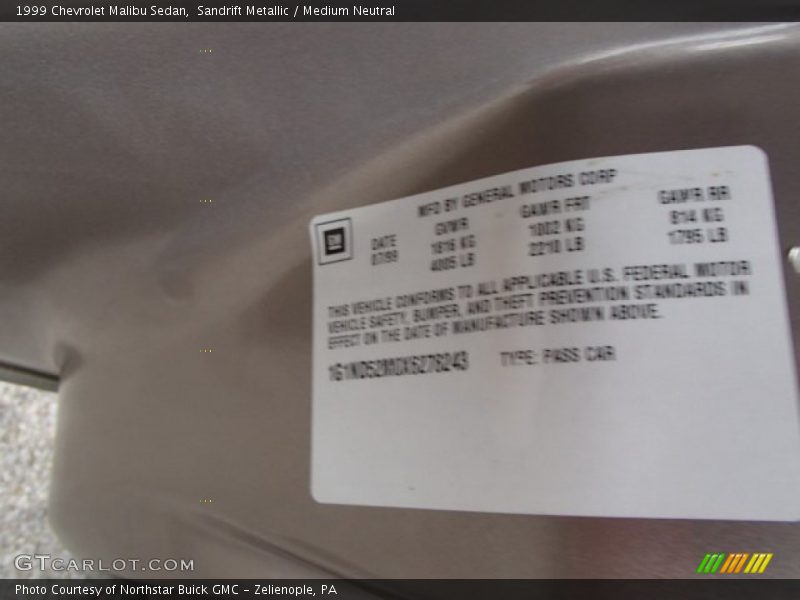 1999 Chevrolet Malibu Sedan, Sandrift Metallic / Medium Neutral
MFD BY GENERAL MOTORS CORP
GM DATE GVWR GAWR FRT GAWR RR
07/99 1816 KG 1002 KG 814 KG
4005 LB 2210 LB 1795 LB
THIS VEHICLE CONFORMS TO ALL APPLICABLE U.S. FEDERAL MOTOR
VEHICLE SAFETY, BUMPER, AND THEFT PREVENTION STANDARDS IN
EFFECT ON THE DATE OF MANUFACTURE SHOWN ABOVE.
TYPE: PASS CAR
GTCARLOT.COM
Photo Courtesy of Northstar Buick GMC - Zelienople, PA